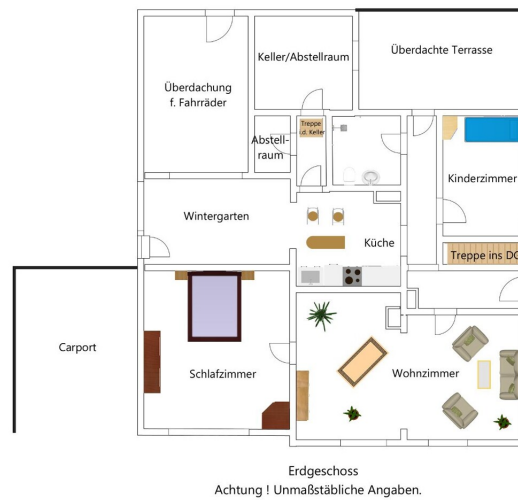 Überdachung
f. Fahrräder
Keller/Abstellraum
Überdachte Terrasse
Treppe
i.d. Keller
Abstell-
raum
Kinderzimmer
Wintergarten
Küche
Treppe ins DG
Carport
Schlafzimmer
Wohnzimmer
Erdgeschoss
Achtung ! Unmaßstäbliche Angaben.